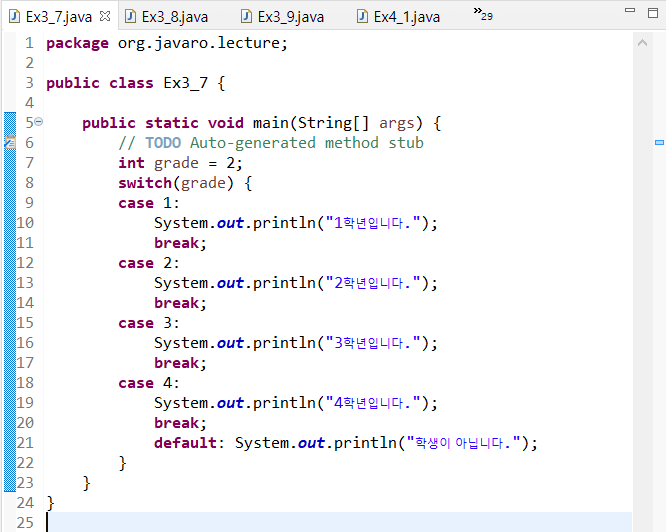 Ex3_7.java Ex3_8.java Ex3_9.java Ex4_1.java »29
1 package org.javaro.lecture;
2
3 public class Ex3_7 {
4
5 public static void main(String[] args) {
6 // TODO Auto-generated method stub
7 int grade = 2;
8 switch(grade) {
9 case 1:
10 System.out.println("1학년입니다.");
11 break;
12 case 2:
13 System.out.println("2학년입니다.");
14 break;
15 case 3:
16 System.out.println("3학년입니다.");
17 break;
18 case 4:
19 System.out.println("4학년입니다.");
20 break;
21 default: System.out.println("학생이 아닙니다.");
22 }
23 }
24 }
25